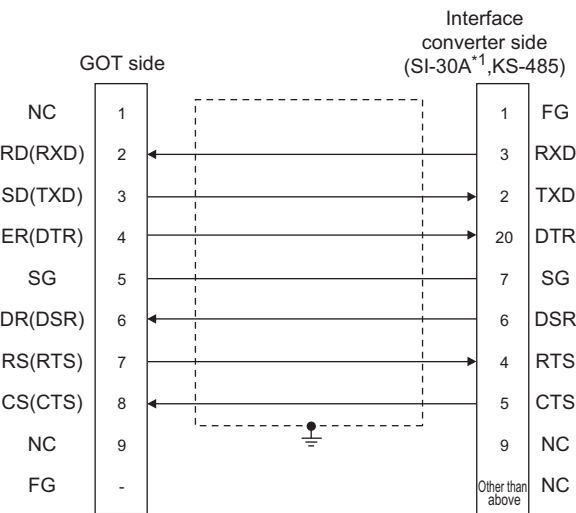 Interface
converter side
GOT side
(SI-30A*1,KS-485)
NC 1 1 FG
RD(RXD) 2 3 RXD
SD(TXD) 3 2 TXD
ER(DTR) 4 20 DTR
SG 5 7 SG
DR(DSR) 6 6 DSR
RS(RTS) 7 4 RTS
CS(CTS) 8 5 CTS
NC 9 9 NC
FG - Other than above NC